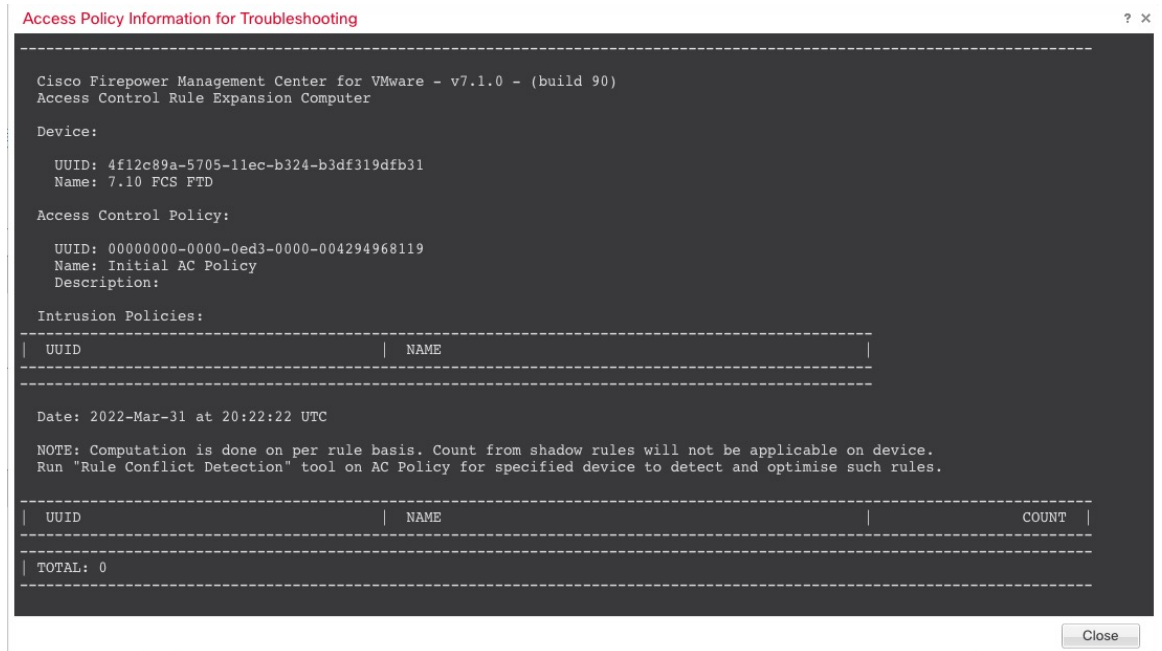 Access Policy Information for Troubleshooting
? ×
Cisco Firepower Management Center for VMware - v7.1.0 - (build 90)
Access Control Rule Expansion Computer
Device:
UUID: 4f12c89a-5705-11ec-b324-b3df319dfb31
Name: 7.10 FCS FTD
Access Control Policy:
UUID: 00000000-0000-0ed3-0000-004294968119
Name: Initial AC Policy
Description:
Intrusion Policies:
| UUID | NAME |
Date: 2022-Mar-31 at 20:22:22 UTC
NOTE: Computation is done on per rule basis. Count from shadow rules will not be applicable on device.
Run "Rule Conflict Detection" tool on AC Policy for specified device to detect and optimise such rules.
| UUID | NAME | COUNT |
| TOTAL: 0
Close